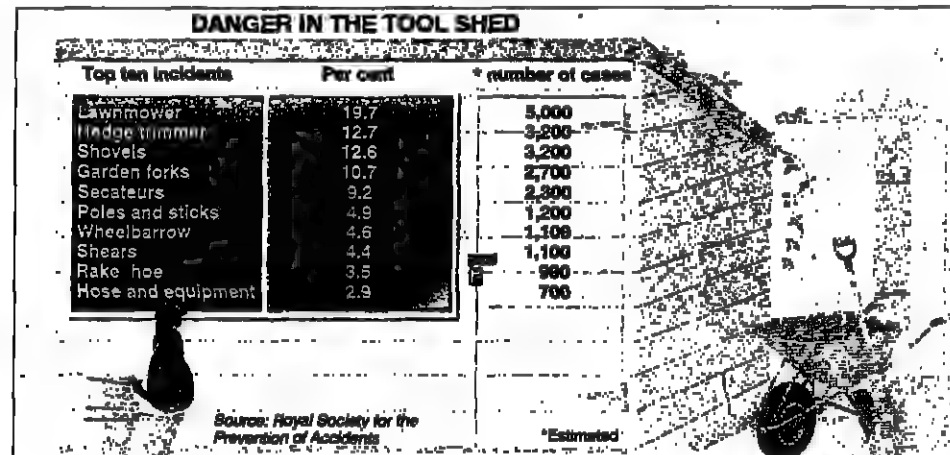 DANGER IN THE TOOL SHED
Top ten incidents Per cent * number of cases
Lawnmower 19.7 5,000
Hedge trimmer 12.7 3,200
Shovels 12.6 3,200
Garden forks 10.7 2,700
Secateurs 9.2 2,300
Poles and sticks 4.9 1,200
Wheelbarrow 4.6 1,100
Shears 4.4 1,100
Rake hoe 3.5 900
Hose and equipment 2.9 700
Source: Royal Society for the
Prevention of Accidents *Estimated